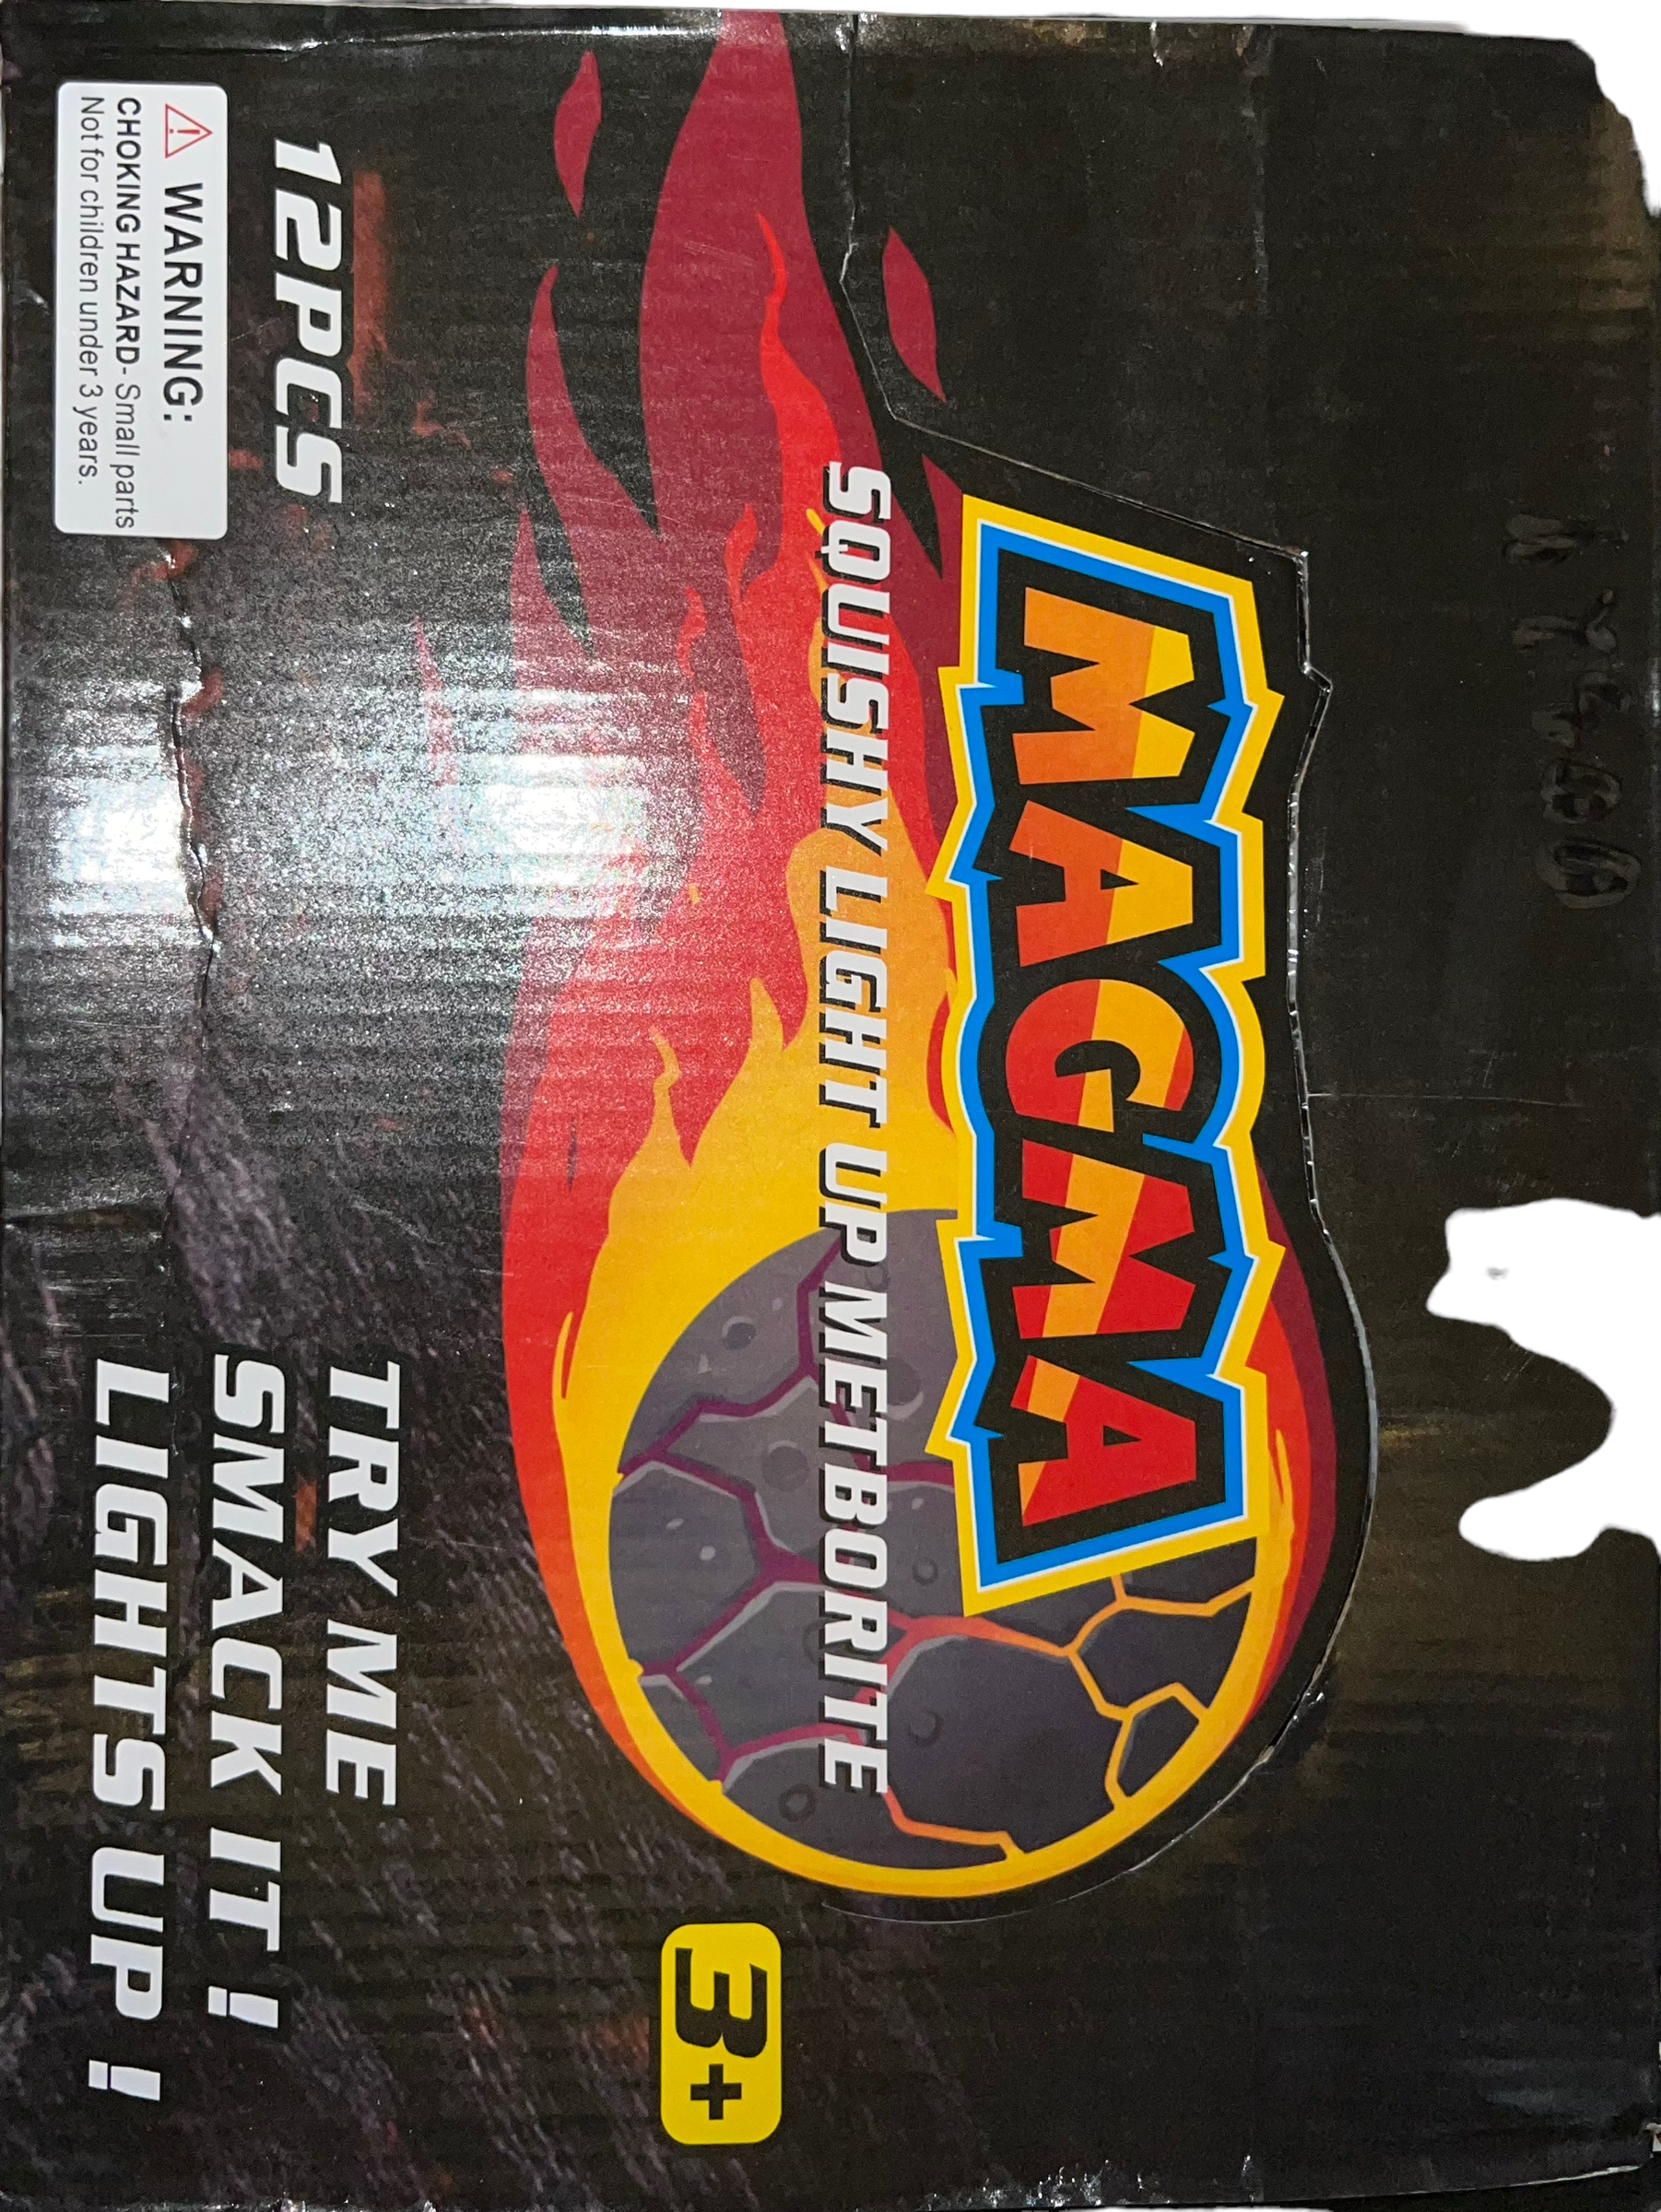 MAGMA
SQUISHY LIGHT UP METBORITE
3+
12PCS
WARNING:
CHOKING HAZARD- Small parts
Not for children under 3 years.
TRY ME
SMACK IT !
LIGHTS UP !